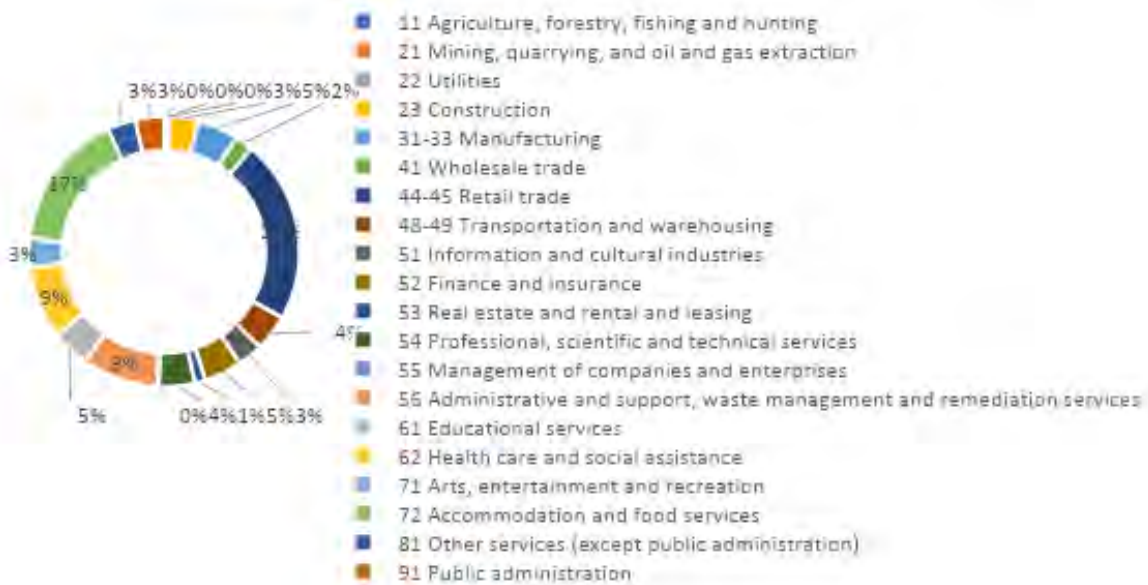 11 Agriculture, forestry, fishing and hunting
21 Mining, quarrying, and oil and gas extraction
22 Utilities
23 Construction
31-33 Manufacturing
41 Wholesale trade
44-45 Retail trade
48-49 Transportation and warehousing
51 Information and cultural industries
52 Finance and insurance
53 Real estate and rental and leasing
54 Professional, scientific and technical services
55 Management of companies and enterprises
56 Administrative and support, waste management and remediation services
61 Educational services
62 Health care and social assistance
71 Arts, entertainment and recreation
72 Accommodation and food services
81 Other services (except public administration)
91 Public administration
3%3%0%0%0%3%5%2%
17%
3%
4%
9%
9%
5%
0%4%1%5%3%